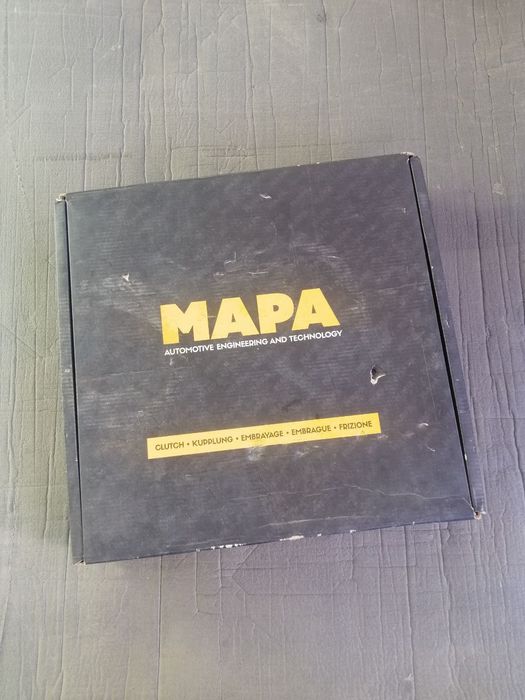 MAPA
AUTOMOTIVE ENGINEERING AND TECHNOLOGY
CLUTCH • KUPPLUNG • EMBRAYAGE • EMBRAGUE • FRIZIONE